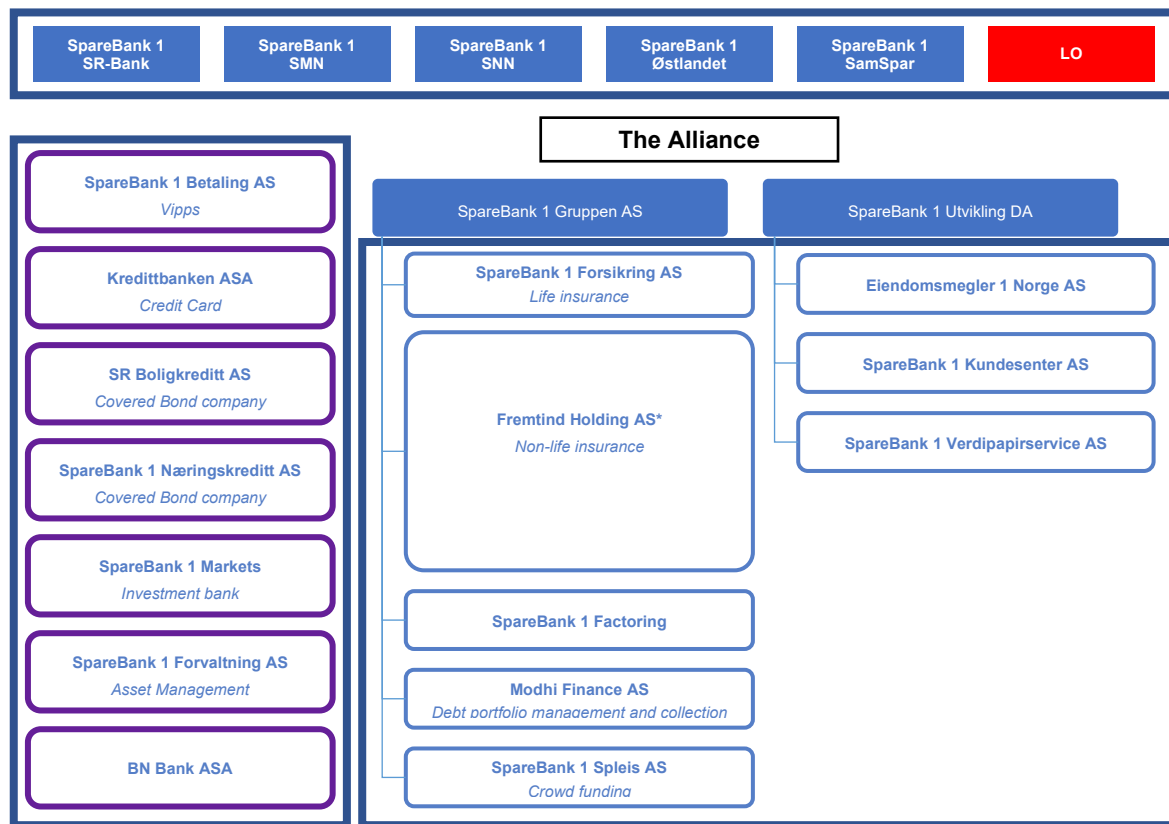 SpareBank 1
SR-Bank
SpareBank 1
SMN
SpareBank 1
SNN
SpareBank 1
Østlandet
SpareBank 1
SamSpar
LO
The Alliance
SpareBank 1 Betaling AS
Vipps
Kredittbanken ASA
Credit Card
SR Boligkreditt AS
Covered Bond company
SpareBank 1 Næringskreditt AS
Covered Bond company
SpareBank 1 Markets
Investment bank
SpareBank 1 Forvaltning AS
Asset Management
BN Bank ASA
SpareBank 1 Gruppen AS
SpareBank 1 Forsikring AS
Life insurance
Fremtind Holding AS*
Non-life insurance
SpareBank 1 Factoring
Modhi Finance AS
Debt portfolio management and collection
SpareBank 1 Spleis AS
Crowd funding
SpareBank 1 Utvikling DA
Eiendomsmegler 1 Norge AS
SpareBank 1 Kundesenter AS
SpareBank 1 Verdipapirservice AS